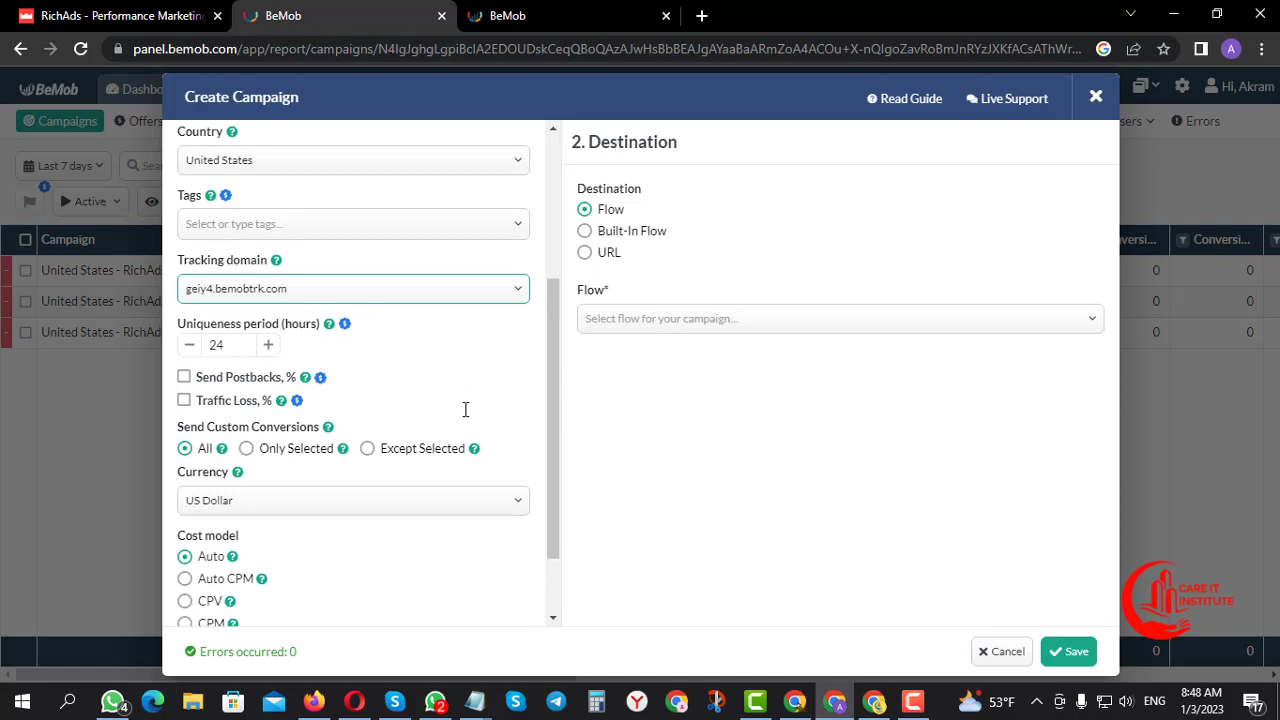 RichAds - Performance Marketing
BeMob
BeMob
panel.bemob.com/app/report/campaigns/
BeMob
Dashbo
Hi, Akram
Campaigns
Offers
sers
Errors
Last 7 days
Sear
Active
Campaign
Conversi...
Conversi...
United States - RichAd
0
0
United States - RichAd
0
0
United States - RichAd
0
0
0
0
Create Campaign
Read Guide
Live Support
Country
United States
Tags
Select or type tags...
Tracking domain
geiy4.bemobtrk.com
Uniqueness period (hours)
24
Send Postbacks, %
Traffic Loss, %
Send Custom Conversions
All
Only Selected
Except Selected
Currency
US Dollar
Cost model
Auto
Auto CPM
CPV
CPM
2. Destination
Destination
Flow
Built-In Flow
URL
Flow*
Select flow for your campaign...
Errors occurred: 0
Cancel
Save
CARE IT
INSTITUTE
4
2
53°F
ENG
8:48 AM
1/3/2023
17